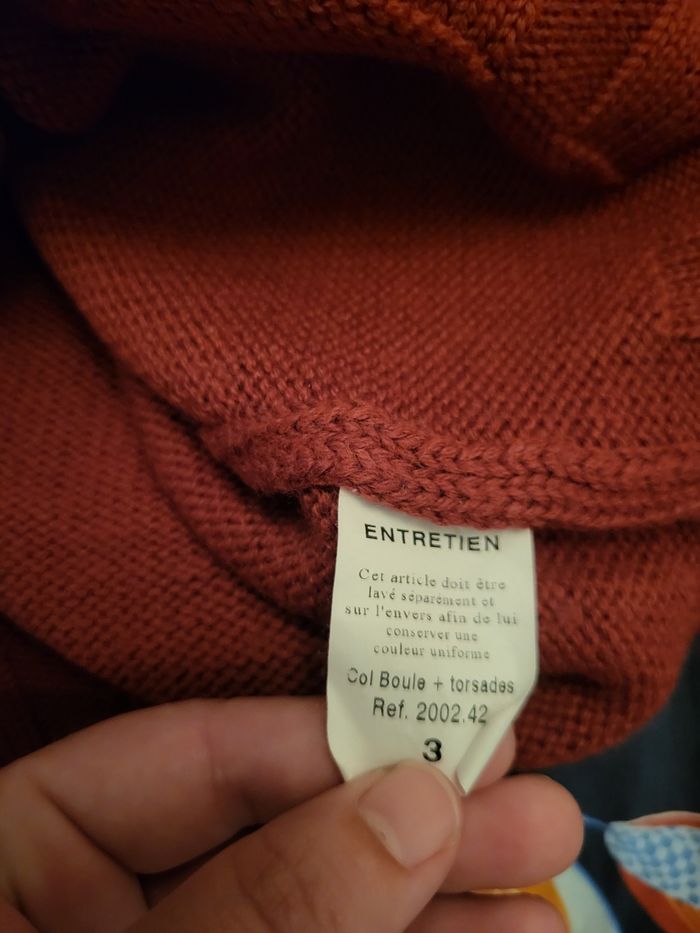 ENTRETIEN
Cet article doit être
lavé séparément et
sur l'envers afin de lui
conserver une
couleur uniforme
Col Boule + torsades
Ref. 2002.42
3